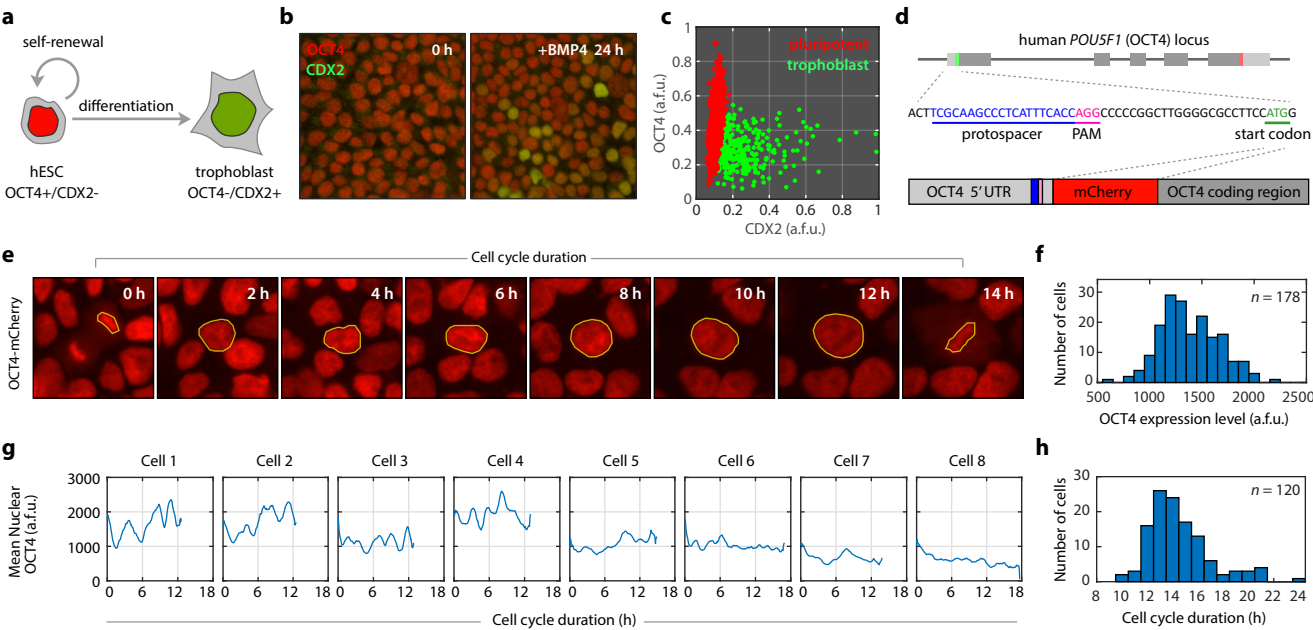 a
self-renewal
differentiation
hESC
OCT4+/CDX2-
trophoblast
OCT4-/CDX2+
b
OCT4
CDX2
0 h
+BMP4 24 h
c
pluripotent
trophoblast
OCT4 (a.f.u.)
1
0.8
0.6
0.4
0.2
0
0 0.2 0.4 0.6 0.8 1
CDX2 (a.f.u.)
d
human POU5F1 (OCT4) locus
ACTTCGCAAGCCCTCATTTCACCAGGCCCCCGGCTTGGGGCGCCTTCCATGG
protospacer PAM start codon
OCT4 5' UTR mCherry OCT4 coding region
e
Cell cycle duration
OCT4-mCherry
0 h 2 h 4 h 6 h 8 h 10 h 12 h 14 h
f
Number of cells
30
20
10
0
n = 178
500 1000 1500 2000 2500
OCT4 expression level (a.f.u.)
g
Cell 1 Cell 2 Cell 3 Cell 4 Cell 5 Cell 6 Cell 7 Cell 8
Mean Nuclear
OCT4 (a.f.u.)
3000
2000
1000
0
0 6 12 18 0 6 12 18 0 6 12 18 0 6 12 18 0 6 12 18 0 6 12 18 0 6 12 18 0 6 12 18
Cell cycle duration (h)
h
Number of cells
30
20
10
0
n = 120
8 10 12 14 16 18 20 22 24
Cell cycle duration (h)